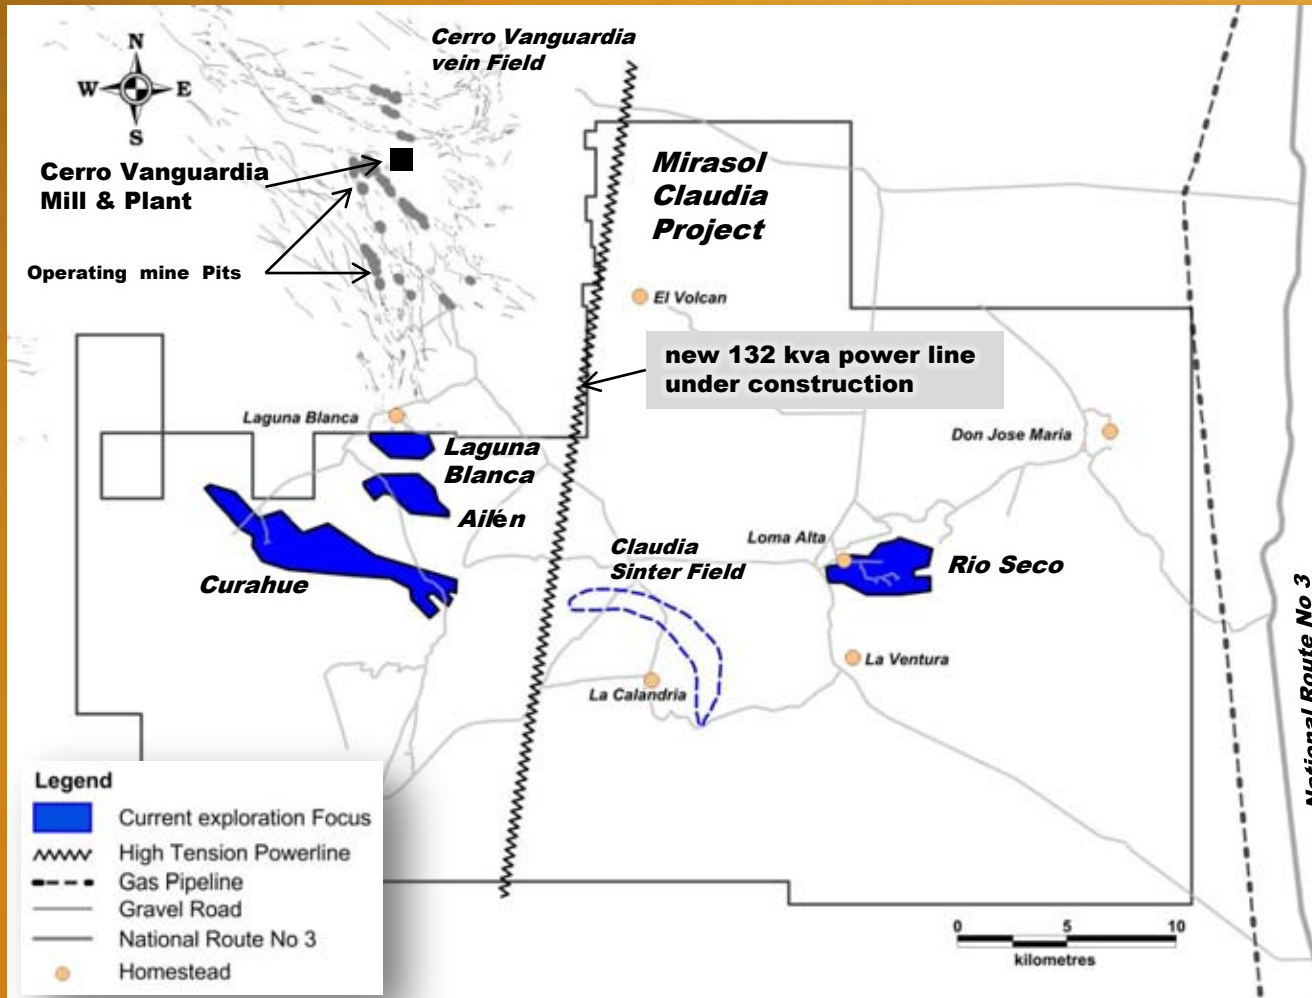 Cerro Vanguardia
vein Field
N
W
E
S
Cerro Vanguardia
Mill & Plant
Mirasol
Claudia
Project
Operating mine Pits
El Volcan
new 132 kva power line
under construction
Laguna Blanca
Don Jose Maria
Laguna
Blanca
Ailén
Loma Alta
Claudia
Sinter Field
Rio Seco
Curahue
La Ventura
La Calandria
National Route No 3
Legend
Current exploration Focus
High Tension Powerline
Gas Pipeline
Gravel Road
National Route No 3
Homestead
0 5 10
kilometres